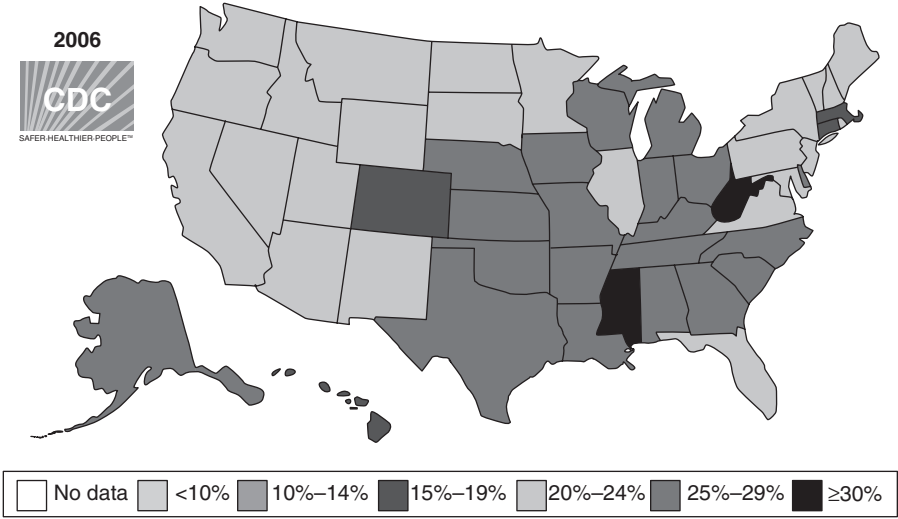 2006
CDC
SAFER·HEALTHIER·PEOPLE™
No data <10% 10%–14% 15%–19% 20%–24% 25%–29% ≥30%